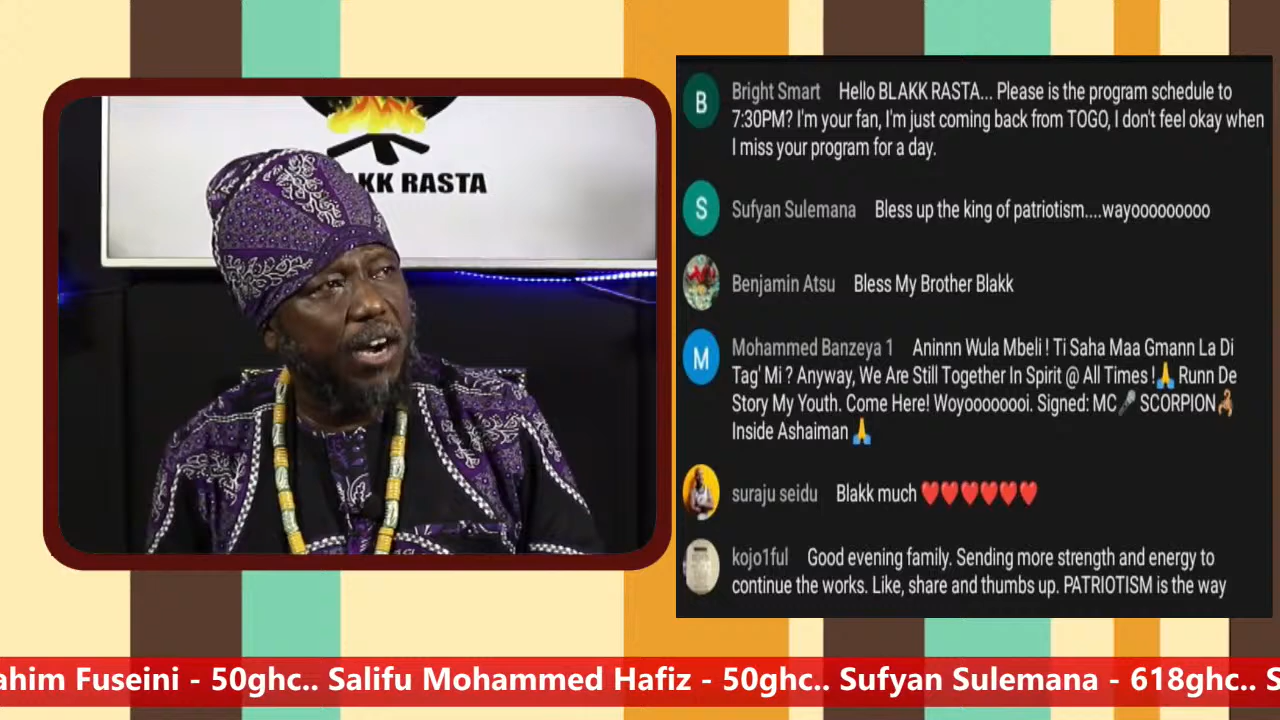 KK RASTA
Bright Smart Hello BLAKK RASTA... Please is the program schedule to
7:30PM? I'm your fan, I'm just coming back from TOGO, I don't feel okay when
I miss your program for a day.
Sufyan Sulemana Bless up the king of patriotism....wayooooooooo
Benjamin Atsu Bless My Brother Blakk
Mohammed Banzeya 1 Aninnn Wula Mbeli ! Ti Saha Maa Gmann La Di
Tag' Mi ? Anyway, We Are Still Together In Spirit @ All Times !🙏 Runn De
Story My Youth. Come Here! Woyoooooooi. Signed: MC🎤 SCORPION🦂
Inside Ashaiman 🙏
suraju seidu Blakk much ❤️❤️❤️❤️❤️❤️
kojo1ful Good evening family. Sending more strength and energy to
continue the works. Like, share and thumbs up. PATRIOTISM is the way
B
S
M
ahim Fuseini - 50ghc.. Salifu Mohammed Hafiz - 50ghc.. Sufyan Sulemana - 618ghc.. S